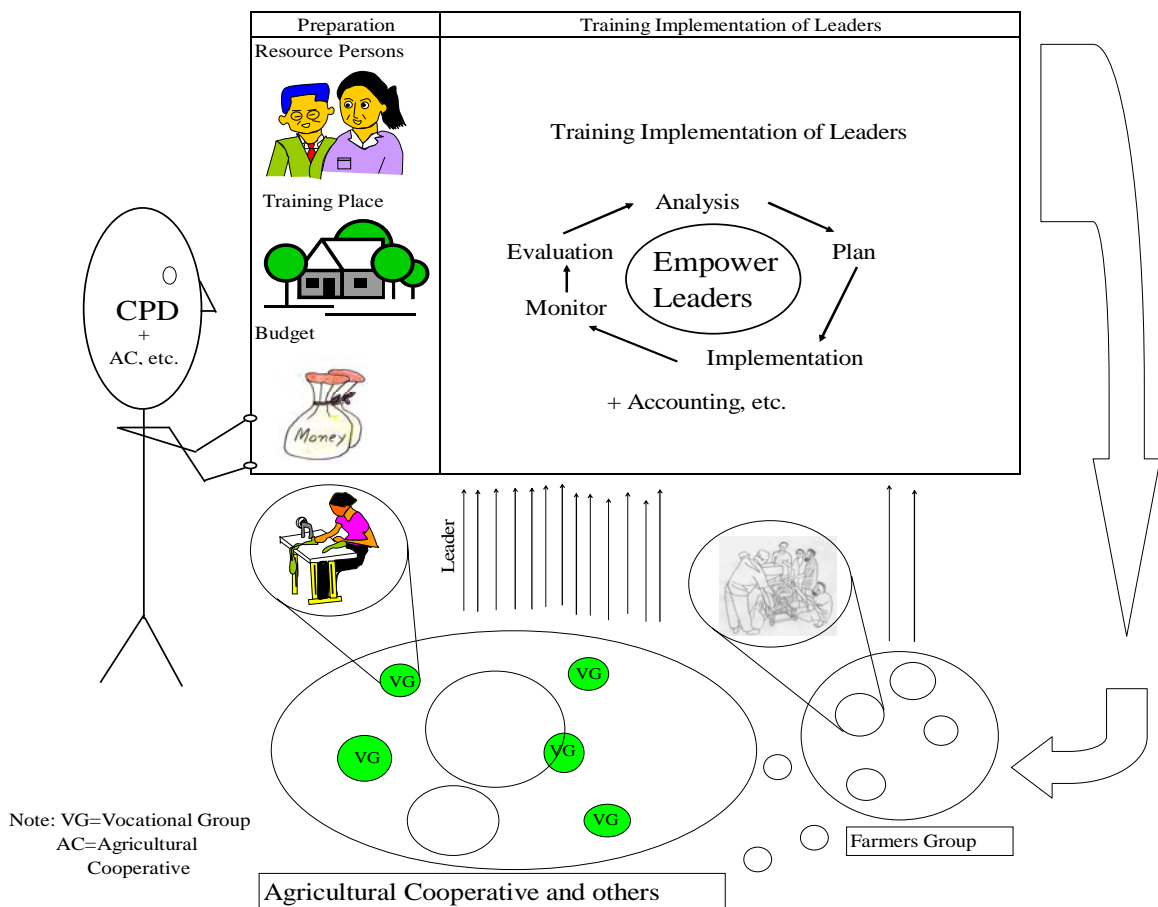 Preparation
Training Implementation of Leaders
Resource Persons
Training Implementation of Leaders
Training Place
Analysis
Evaluation
Plan
Empower
Leaders
Monitor
CPD
+
AC, etc.
Budget
Implementation
+ Accounting, etc.
Money
Leader
VG
VG
VG
VG
VG
Note: VG=Vocational Group
AC=Agricultural
Cooperative
Farmers Group
Agricultural Cooperative and others